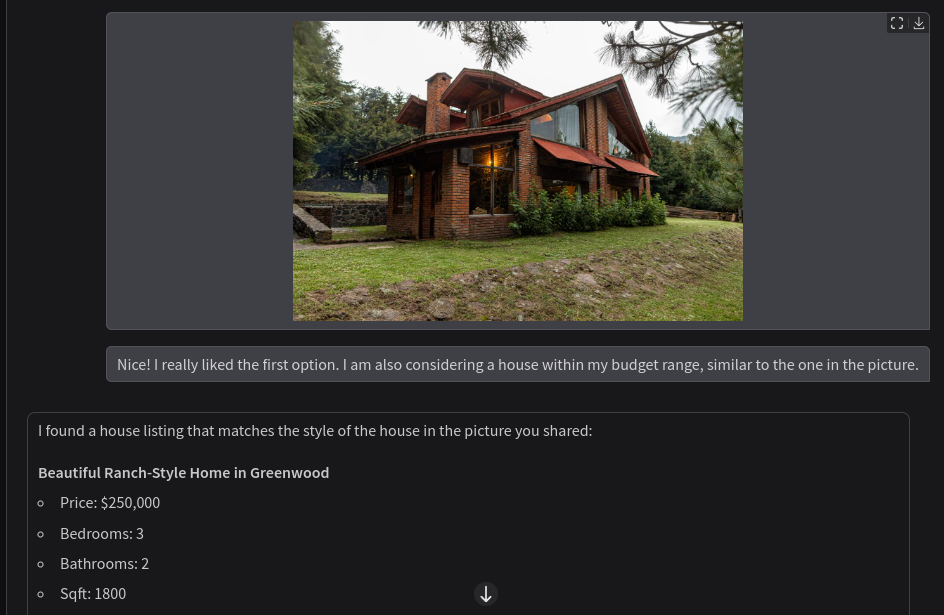 Nice! I really liked the first option. I am also considering a house within my budget range, similar to the one in the picture.
I found a house listing that matches the style of the house in the picture you shared:
Beautiful Ranch-Style Home in Greenwood
Price: $250,000
Bedrooms: 3
Bathrooms: 2
Sqft: 1800